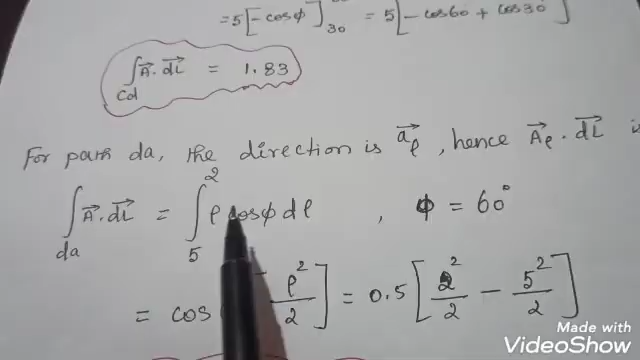 = 5 [ - cosϕ ]₃₀ = 5 [ - cos60 + cos30 ]
∫cd A⃗ . dL⃗ = 1.83
For path da, the direction is a⃗ρ , hence A⃗ρ . dL⃗
∫da A⃗ . dL⃗ = ∫₅² ρ cosϕ dρ , ϕ = 60°
= cos [ ρ²/2 ] = 0.5 [ 2²/2 - 5²/2 ]
Made with
VideoShow